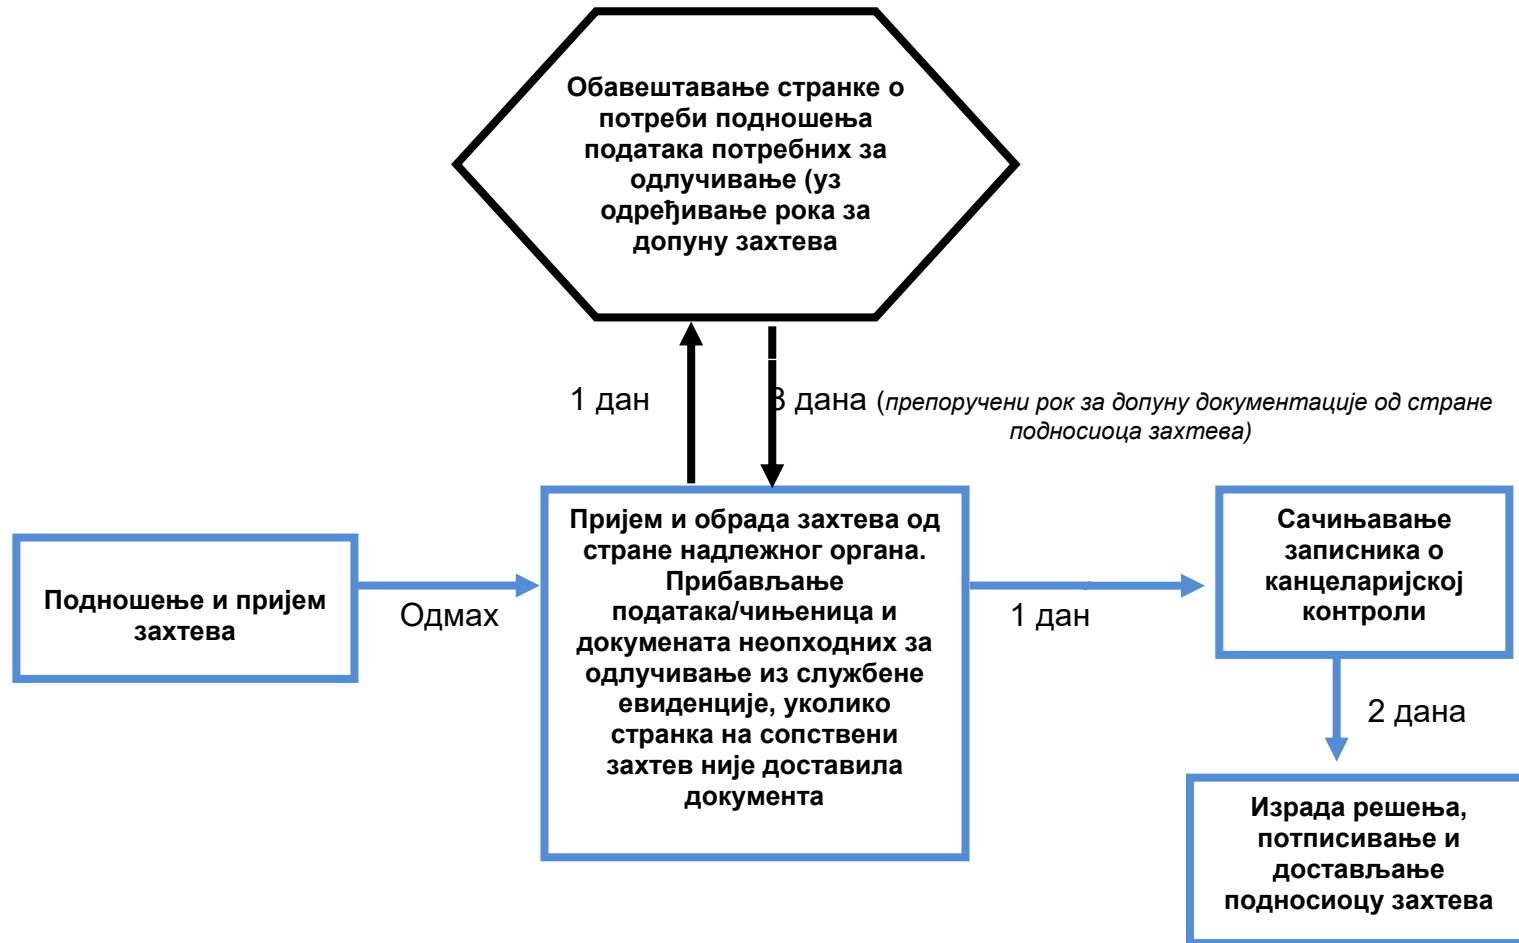 Обавештавање странке о
потреби подношења
података потребних за
одлучивање (уз
одређивање рока за
допуну захтева
1 дан
дана (препоручени рок за допуну документације од стране
подносиоца захтева)
Подношење и пријем
захтева
Одмах
Пријем и обрада захтева од
стране надлежног органа.
Прибављање
података/чињеница и
докумената неопходних за
одлучивање из службене
евиденције, уколико
странка на сопствени
захтев није доставила
документа
1 дан
Сачињавање
записника о
канцеларијској
контроли
2 дана
Израда решења,
потписивање и
достављање
подносиоцу захтева